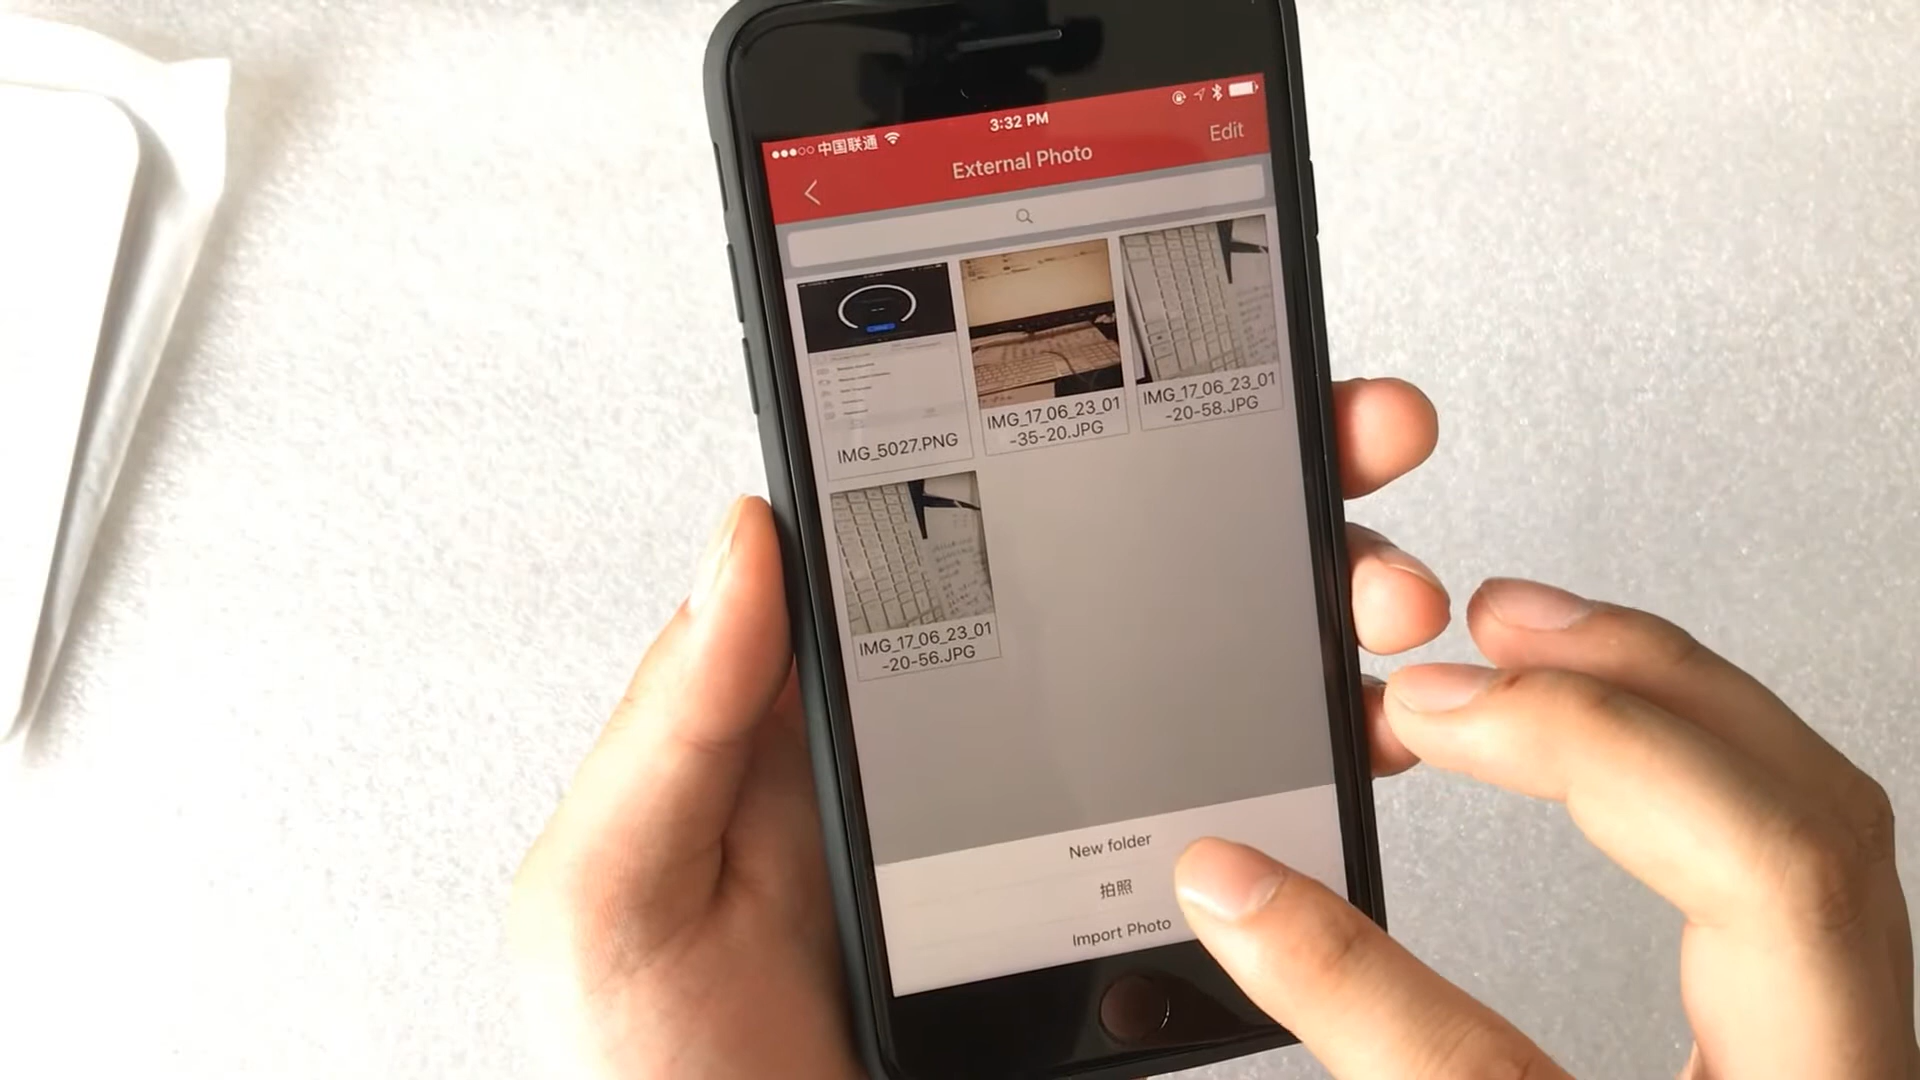 中国联通
3:32 PM
External Photo
Edit
IMG_5027.PNG
IMG_17_06_23_01
-35-20.JPG
IMG_17_06_23_01
-20-58.JPG
IMG_17_06_23_01
-20-56.JPG
New folder
拍照
Import Photo